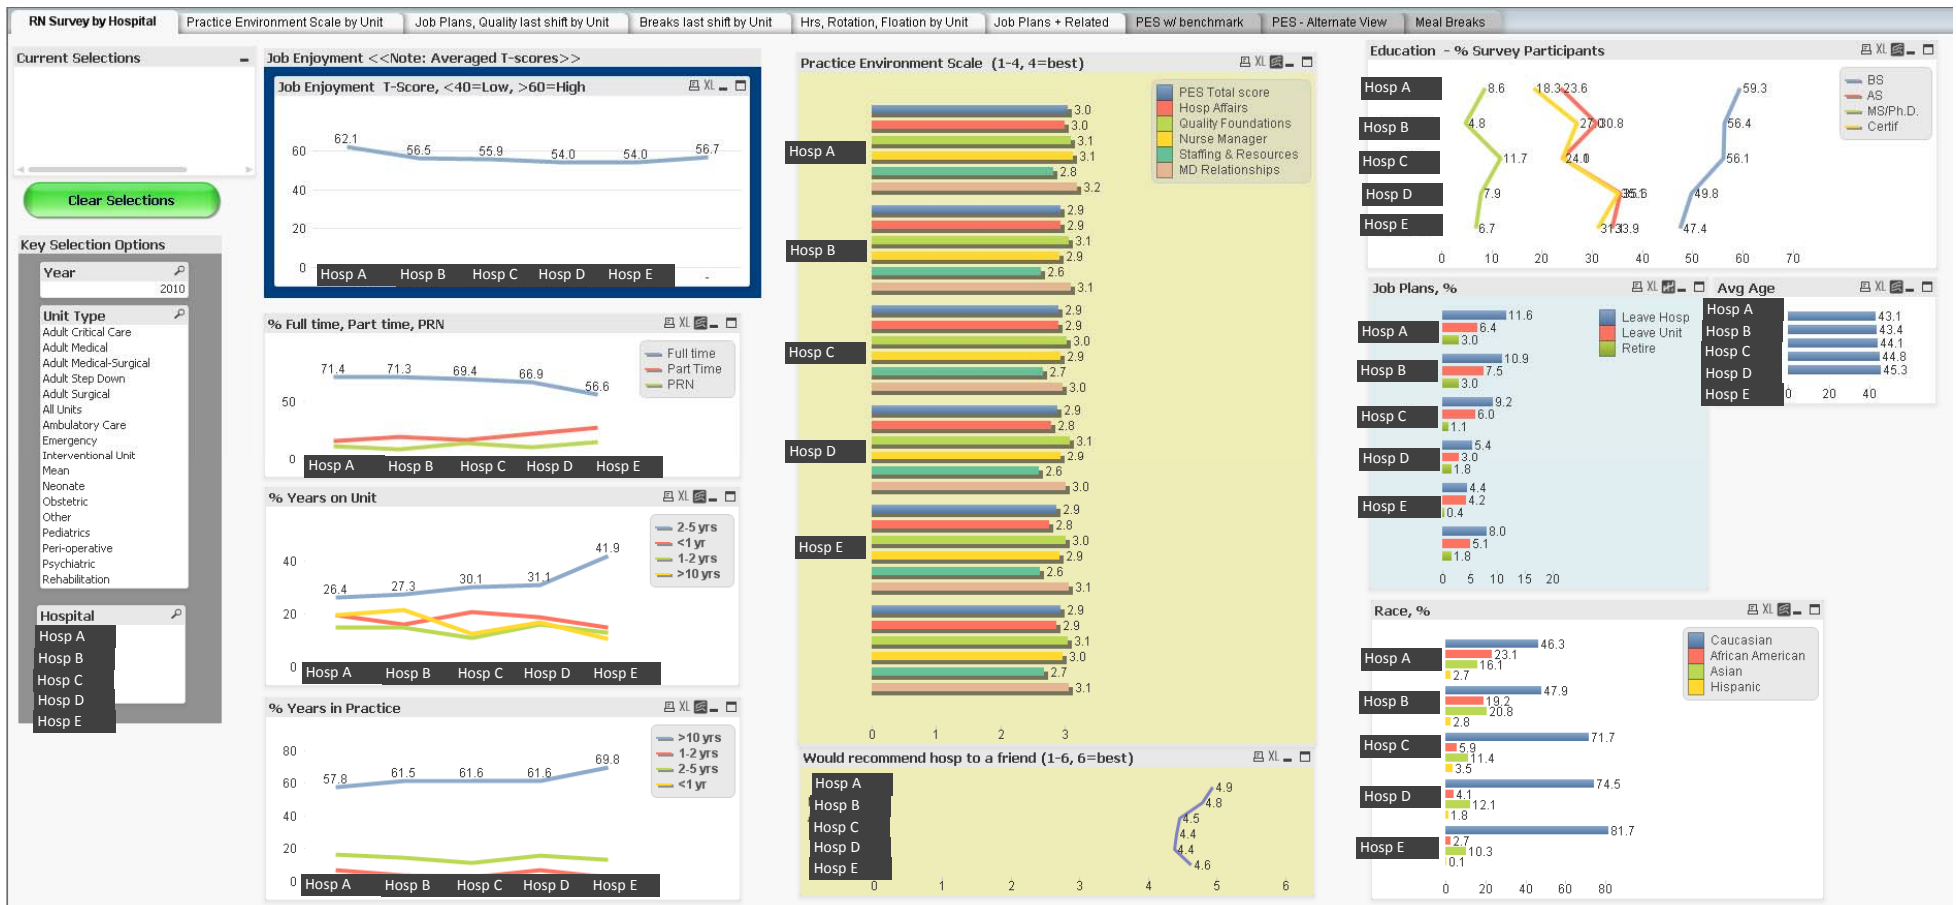 RN Survey by Hospital
Practice Environment Scale by Unit
Job Plans, Quality last shift by Unit
Breaks last shift by Unit
Hrs, Rotation, Floation by Unit
Job Plans + Related
PES w/ benchmark
PES - Alternate View
Meal Breaks
Current Selections
Clear Selections
Key Selection Options
Year
2010
Unit Type
Adult Critical Care
Adult Medical
Adult Medical-Surgical
Adult Step Down
Adult Surgical
All Units
Ambulatory Care
Emergency
Interventional Unit
Mean
Neonate
Obstetric
Other
Pediatrics
Peri-operative
Psychiatric
Rehabilitation
Hospital
Hosp A
Hosp B
Hosp C
Hosp D
Hosp E
Job Enjoyment <<Note: Averaged T-scores>>
Job Enjoyment T-Score, <40=Low, >60=High
XL
62.1 56.5 55.9 54.0 54.0 56.7
60
40
20
0
Hosp A Hosp B Hosp C Hosp D Hosp E -
% Full time, Part time, PRN
XL
Full time
Part Time
PRN
71.4 71.3 69.4 66.9 56.6
50
0
Hosp A Hosp B Hosp C Hosp D Hosp E
% Years on Unit
XL
2-5 yrs
<1 yr
1-2 yrs
>10 yrs
26.4 27.3 30.1 31.1 41.9
40
20
0
Hosp A Hosp B Hosp C Hosp D Hosp E
% Years in Practice
XL
>10 yrs
1-2 yrs
2-5 yrs
<1 yr
57.8 61.5 61.6 61.6 69.8
80
60
40
20
0
Hosp A Hosp B Hosp C Hosp D Hosp E
Practice Environment Scale (1-4, 4=best)
XL
PES Total score
Hosp Affairs
Quality Foundations
Nurse Manager
Staffing & Resources
MD Relationships
Hosp A
3.0
3.0
3.1
3.1
2.8
3.2
Hosp B
2.9
2.9
3.1
2.9
2.6
3.1
Hosp C
2.9
2.9
3.0
2.9
2.7
3.0
Hosp D
2.9
2.8
3.1
2.9
2.6
3.0
Hosp E
2.9
2.8
3.0
2.9
2.6
3.1
2.9
2.9
3.1
3.0
2.7
3.1
0 1 2 3
Would recommend hosp to a friend (1-6, 6=best)
XL
Hosp A 4.9
Hosp B 4.8
Hosp C 4.5
4.4
Hosp D 4.4
Hosp E 4.6
0 1 2 3 4 5 6
Education - % Survey Participants
XL
BS
AS
MS/Ph.D.
Certif
Hosp A 8.6 18.3 23.6 59.3
Hosp B 4.8 27.0 30.8 56.4
Hosp C 11.7 56.1
Hosp D 7.9 49.8
Hosp E 6.7 47.4
0 10 20 30 40 50 60 70
Job Plans, %
XL
Leave Hosp
Leave Unit
Retire
Hosp A
11.6
6.4
3.0
Hosp B
10.9
7.5
3.0
Hosp C
9.2
6.0
1.1
Hosp D
5.4
3.0
1.8
Hosp E
4.4
4.2
0.4
8.0
5.1
1.8
0 5 10 15 20
Avg Age
XL
Hosp A 43.1
Hosp B 43.4
Hosp C 44.1
Hosp D 44.8
Hosp E 45.3
0 20 40
Race, %
XL
Caucasian
African American
Asian
Hispanic
Hosp A
46.3
23.1
16.1
2.7
Hosp B
47.9
19.2
20.8
2.8
Hosp C
71.7
5.9
11.4
3.5
Hosp D
74.5
4.1
12.1
1.8
Hosp E
81.7
2.7
10.3
0.1
0 20 40 60 80